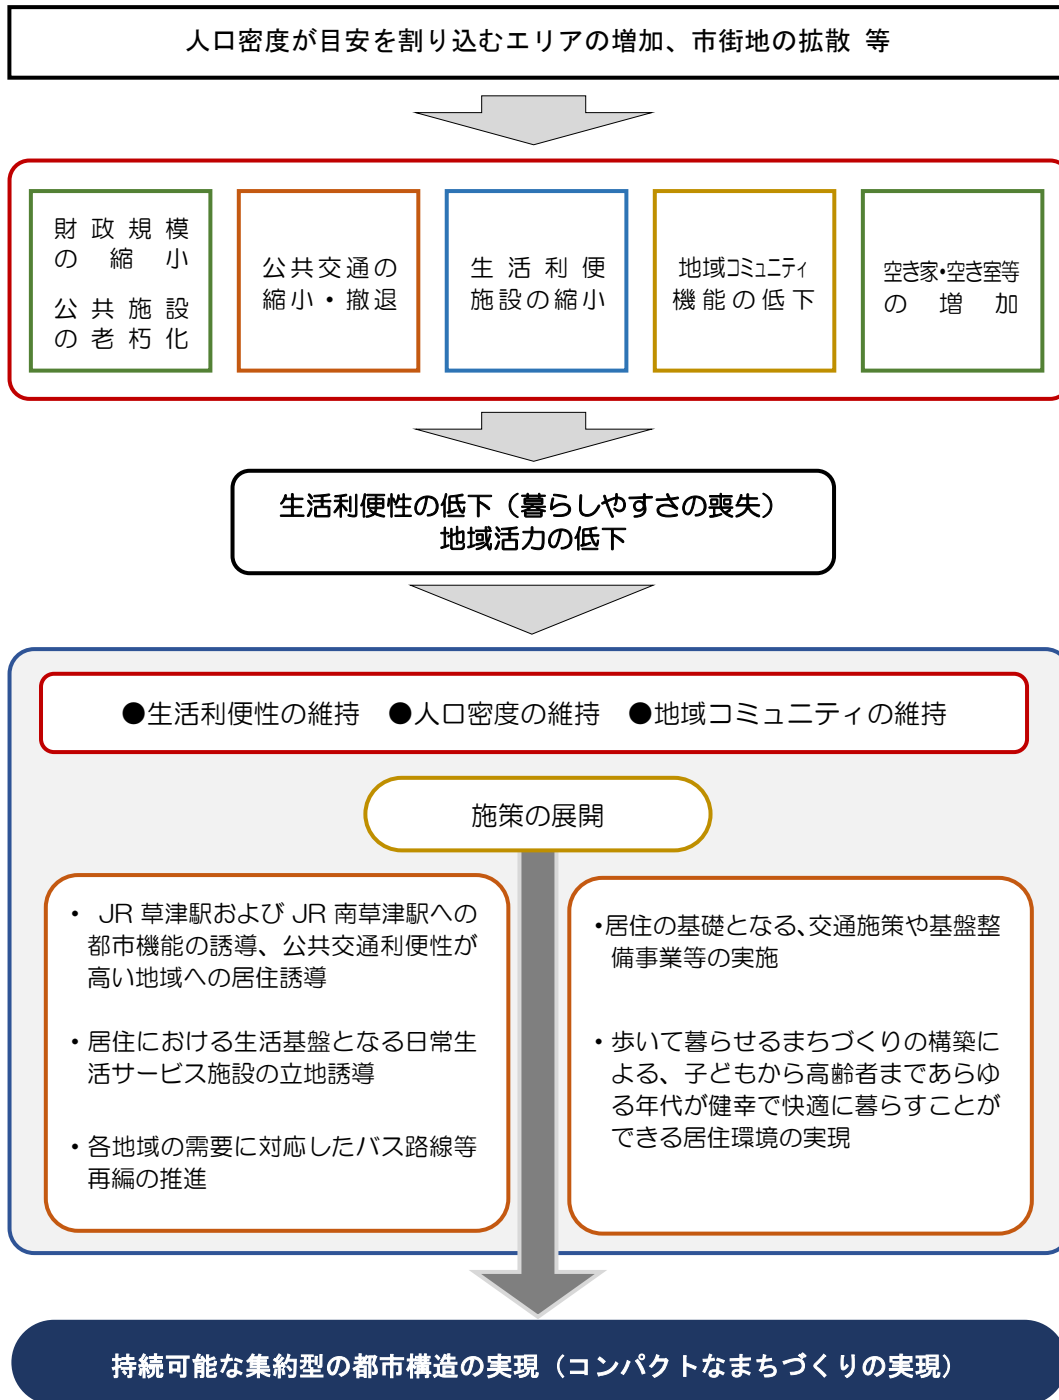 人口密度が目安を割り込むエリアの増加、市街地の拡散 等
財政規模
の縮小
公共施設
の老朽化
公共交通の
縮小・撤退
生活利便
施設の縮小
地域コミュニティ
機能の低下
空き家・空き室等
の増加
生活利便性の低下（暮らしやすさの喪失）
地域活力の低下
●生活利便性の維持 ●人口密度の維持 ●地域コミュニティの維持
施策の展開
・ JR 草津駅および JR 南草津駅への
都市機能の誘導、公共交通利便性が
高い地域への居住誘導
・居住における生活基盤となる日常生
活サービス施設の立地誘導
・各地域の需要に対応したバス路線等
再編の推進
・居住の基礎となる、交通施策や基盤整
備事業等の実施
・歩いて暮らせるまちづくりの構築に
よる、子どもから高齢者まであらゆ
る年代が健幸で快適に暮らすことが
できる居住環境の実現
持続可能な集約型の都市構造の実現（コンパクトなまちづくりの実現）